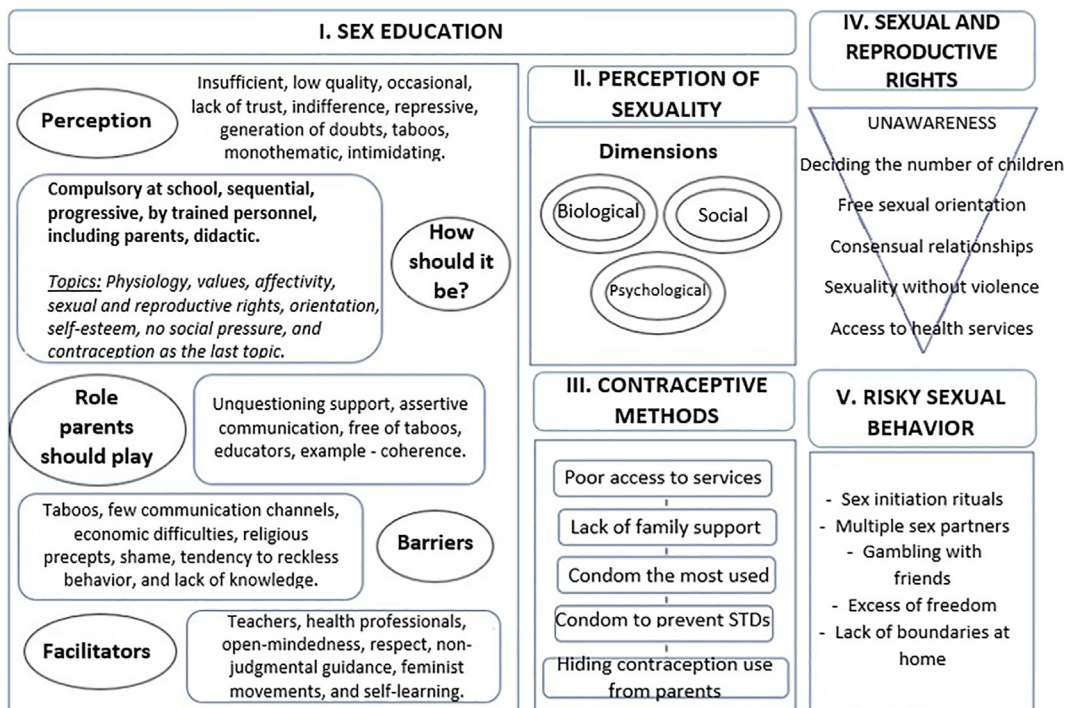 I. SEX EDUCATION
Perception
Insufficient, low quality, occasional,
lack of trust, indifference, repressive,
generation of doubts, taboos,
monothematic, intimidating.
Compulsory at school, sequential,
progressive, by trained personnel,
including parents, didactic.
Topics: Physiology, values, affectivity,
sexual and reproductive rights, orientation,
self-esteem, no social pressure, and
contraception as the last topic.
How
should it
be?
Role
parents
should play
Unquestioning support, assertive
communication, free of taboos,
educators, example - coherence.
Taboos, few communication channels,
economic difficulties, religious
precepts, shame, tendency to reckless
behavior, and lack of knowledge.
Barriers
Facilitators
Teachers, health professionals,
open-mindedness, respect, non-
judgmental guidance, feminist
movements, and self-learning.
II. PERCEPTION OF
SEXUALITY
Dimensions
Biological
Social
Psychological
III. CONTRACEPTIVE
METHODS
Poor access to services
Lack of family support
Condom the most used
Condom to prevent STDs
Hiding contraception use
from parents
IV. SEXUAL AND
REPRODUCTIVE
RIGHTS
UNAWARENESS
Deciding the number of children
Free sexual orientation
Consensual relationships
Sexuality without violence
Access to health services
V. RISKY SEXUAL
BEHAVIOR
- Sex initiation rituals
- Multiple sex partners
- Gambling with
friends
- Excess of freedom
- Lack of boundaries at
home